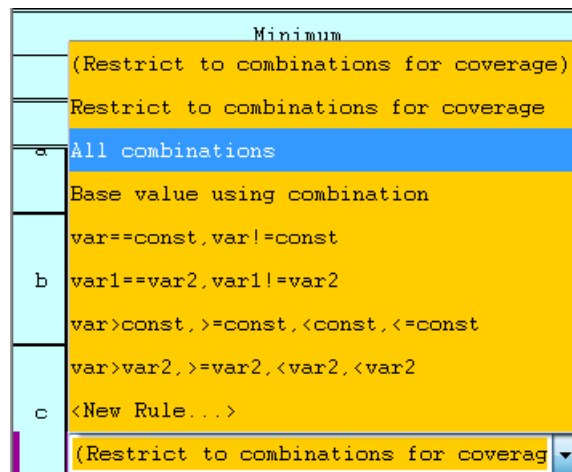 Minimum
(Restrict to combinations for coverage)
Restrict to combinations for coverage
a
All combinations
Base value using combination
var==const,var!=const
b
var1==var2,var1!=var2
var>const,>=const,<const,<=const
var>var2,>=var2,<var2,<var2
c
<New Rule...>
(Restrict to combinations for coverag